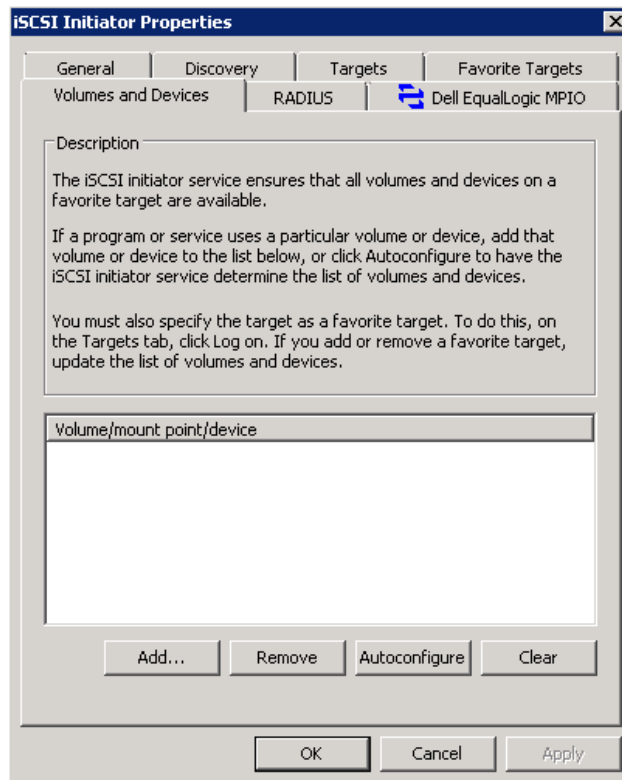 iSCSI Initiator Properties
General Discovery Targets Favorite Targets
Volumes and Devices RADIUS Dell EqualLogic MPIO
Description
The iSCSI initiator service ensures that all volumes and devices on a
favorite target are available.
If a program or service uses a particular volume or device, add that
volume or device to the list below, or click Autoconfigure to have the
iSCSI initiator service determine the list of volumes and devices.
You must also specify the target as a favorite target. To do this, on
the Targets tab, click Log on. If you add or remove a favorite target,
update the list of volumes and devices.
Volume/mount point/device
Add... Remove Autoconfigure Clear
OK Cancel Apply